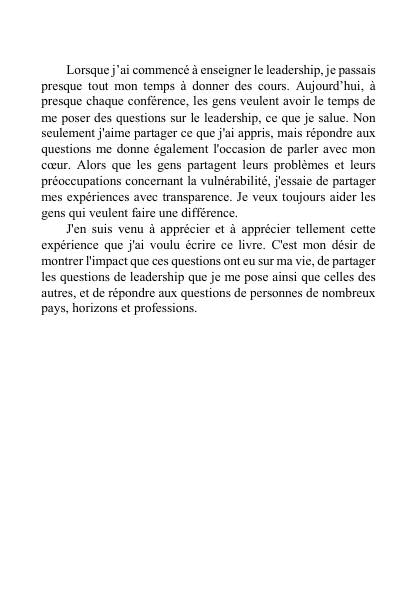 Lorsque j’ai commencé à enseigner le leadership, je passais
presque tout mon temps à donner des cours. Aujourd’hui, à
presque chaque conférence, les gens veulent avoir le temps de
me poser des questions sur le leadership, ce que je salue. Non
seulement j'aime partager ce que j'ai appris, mais répondre aux
questions me donne également l'occasion de parler avec mon
cœur. Alors que les gens partagent leurs problèmes et leurs
préoccupations concernant la vulnérabilité, j'essaie de partager
mes expériences avec transparence. Je veux toujours aider les
gens qui veulent faire une différence.
J'en suis venu à apprécier et à apprécier tellement cette
expérience que j'ai voulu écrire ce livre. C'est mon désir de
montrer l'impact que ces questions ont eu sur ma vie, de partager
les questions de leadership que je me pose ainsi que celles des
autres, et de répondre aux questions de personnes de nombreux
pays, horizons et professions.